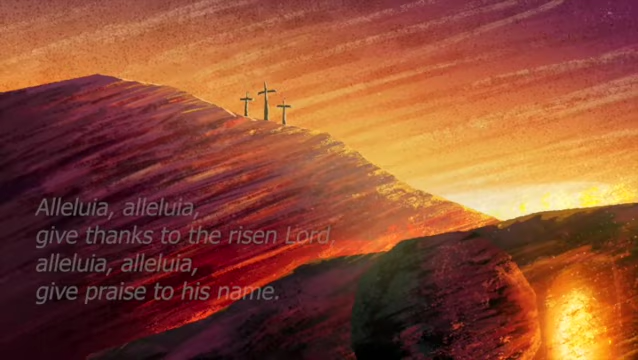 Alleluia, alleluia,
give thanks to the risen Lord,
alleluia, alleluia,
give praise to his name.